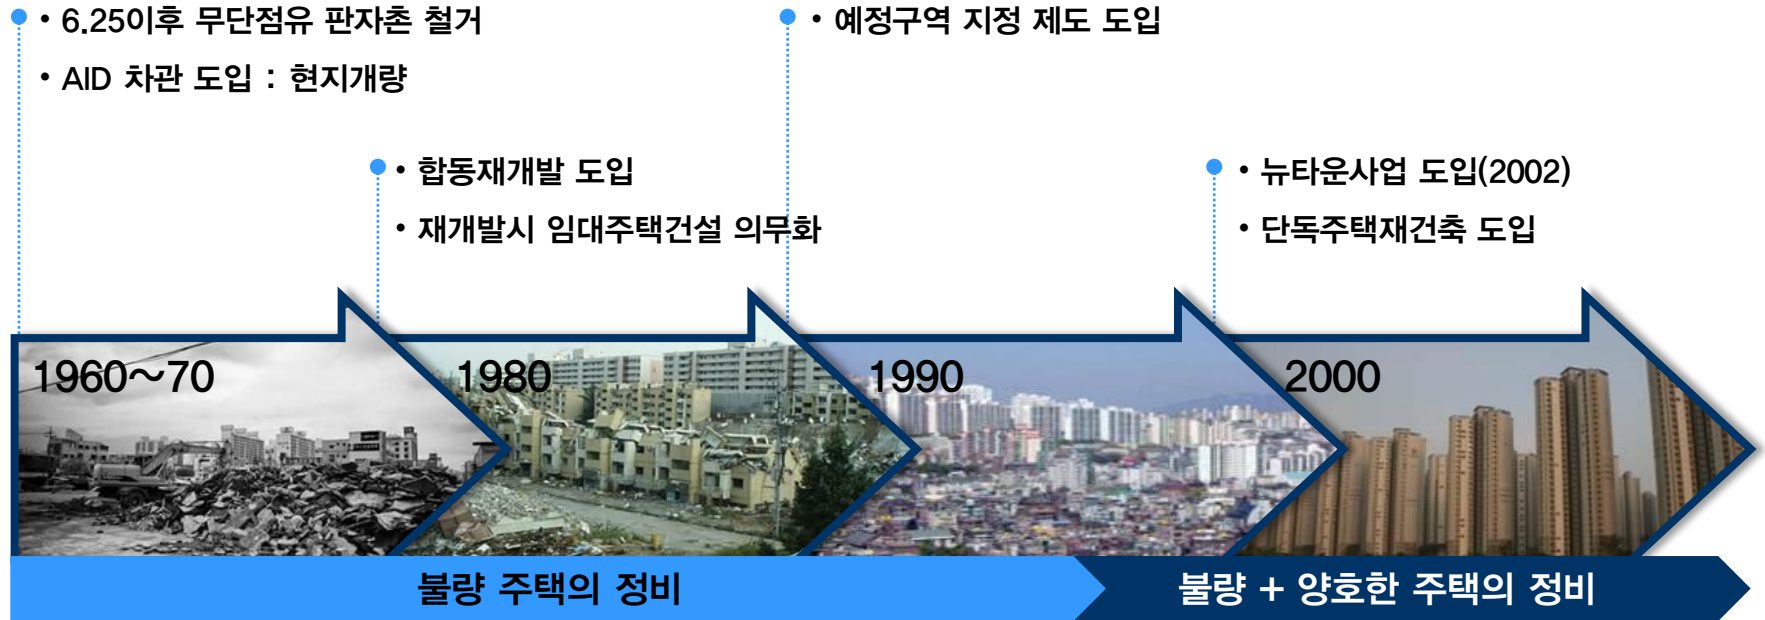 • 6.25이후 무단점유 판자촌 철거
• AID 차관 도입 : 현지개량
• 예정구역 지정 제도 도입
• 합동재개발 도입
• 재개발시 임대주택건설 의무화
• 뉴타운사업 도입(2002)
• 단독주택재건축 도입
1960~70
1980
1990
2000
불량 주택의 정비
불량 + 양호한 주택의 정비